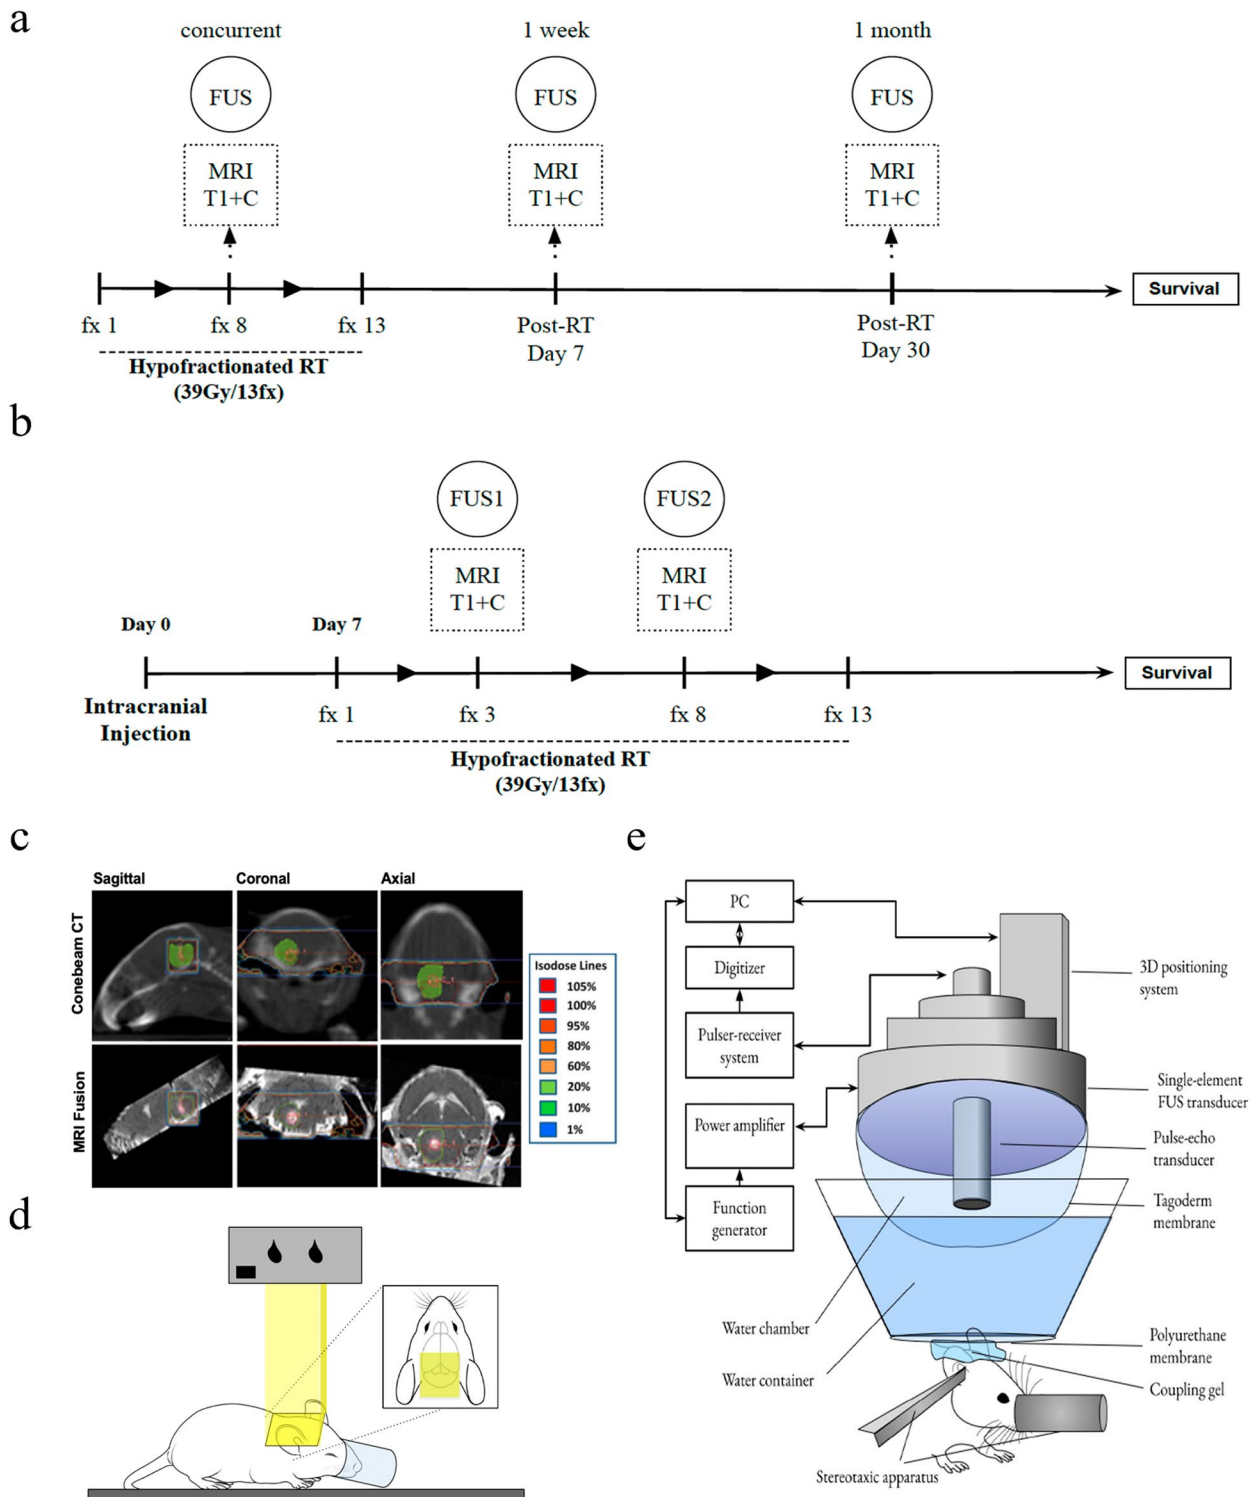 a
concurrent
1 week
1 month
FUS
FUS
FUS
MRI
T1+C
MRI
T1+C
MRI
T1+C
Survival
fx 1
fx 8
fx 13
Post-RT
Day 7
Post-RT
Day 30
Hypofractionated RT
(39Gy/13fx)
b
FUS1
FUS2
MRI
T1+C
MRI
T1+C
Day 0
Day 7
Survival
Intracranial
Injection
fx 1
fx 3
fx 8
fx 13
Hypofractionated RT
(39Gy/13fx)
c
Sagittal
Coronal
Axial
Conebeam CT
MRI Fusion
Isodose Lines
105%
100%
95%
80%
60%
20%
10%
1%
d
e
PC
Digitizer
Pulser-receiver
system
Power amplifier
Function
generator
3D positioning
system
Single-element
FUS transducer
Pulse-echo
transducer
Tagoderm
membrane
Water chamber
Water container
Polyurethane
membrane
Coupling gel
Stereotaxic apparatus